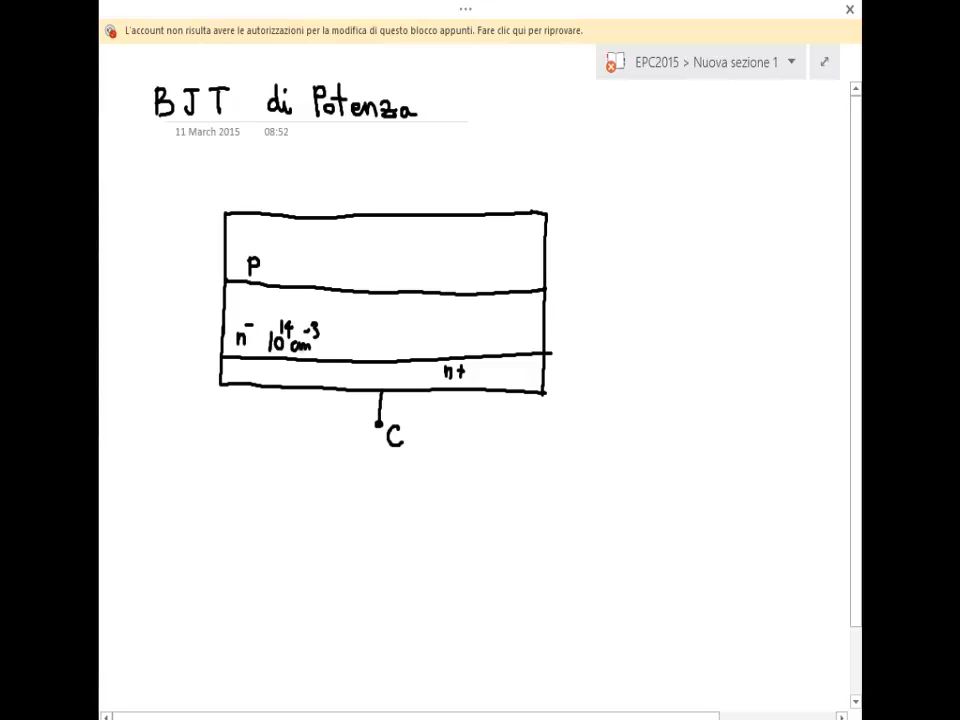 L'account non risulta avere le autorizzazioni per la modifica di questo blocco appunti. Fare clic qui per riprovare.
EPC2015 > Nuova sezione 1
BJT di Potenza
11 March 2015 08:52
p
n⁻ 10¹⁴ cm⁻³
n+
C